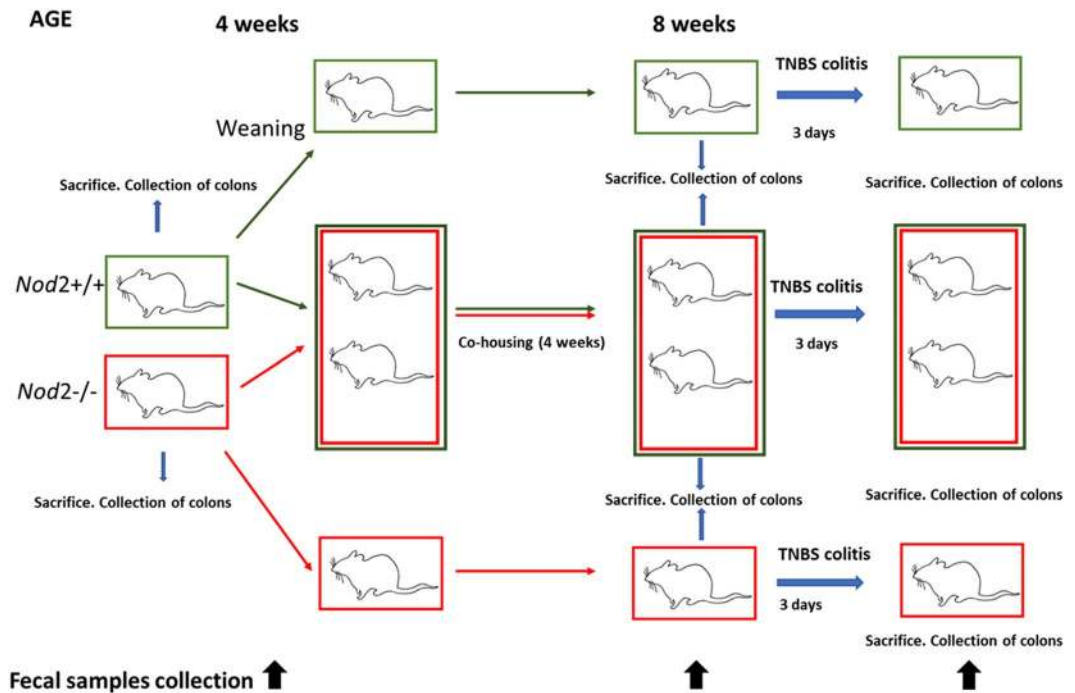 AGE
4 weeks
8 weeks
TNBS colitis
3 days
Weaning
Sacrifice. Collection of colons
Sacrifice. Collection of colons
Sacrifice. Collection of colons
Nod2+/+
TNBS colitis
3 days
Co-housing (4 weeks)
Nod2-/-
Sacrifice. Collection of colons
Sacrifice. Collection of colons
Sacrifice. Collection of colons
TNBS colitis
3 days
Sacrifice. Collection of colons
Fecal samples collection